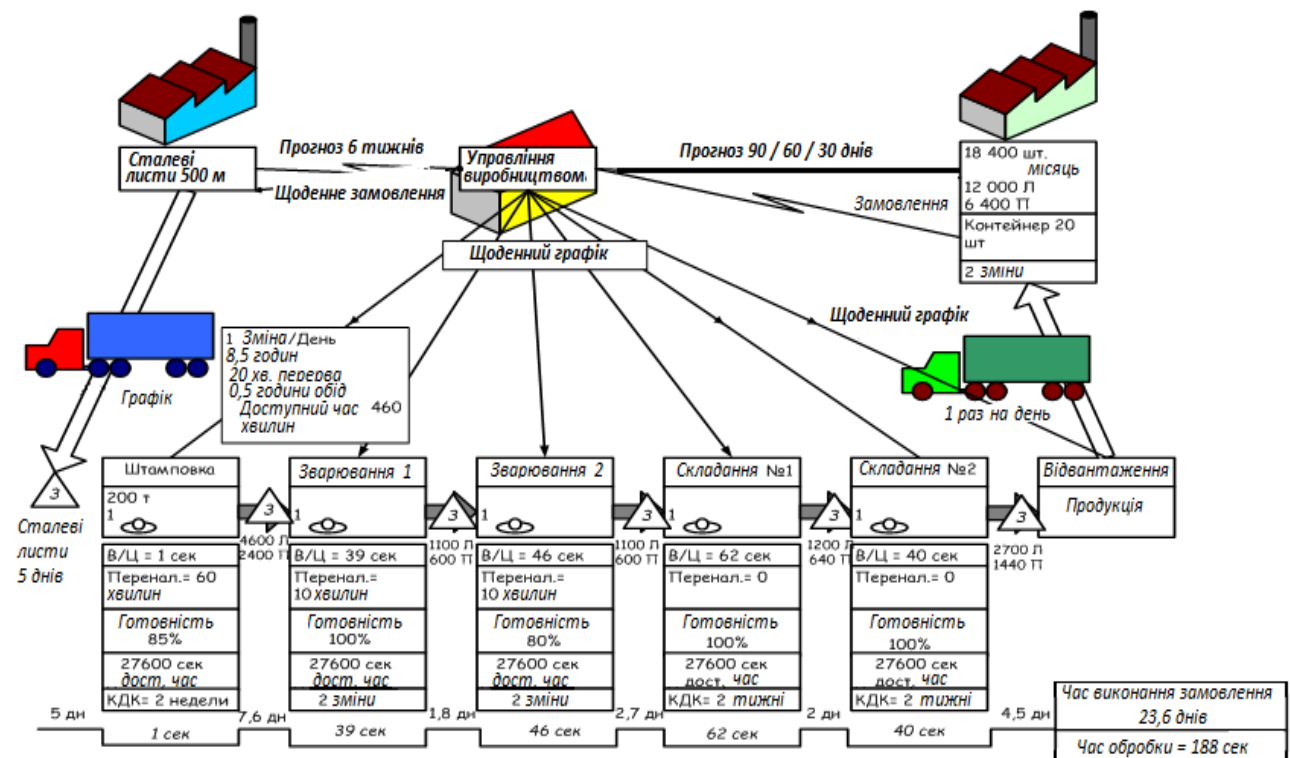 Сталеві
листи 500 м
Прогноз 6 тижнів
Щоденне замовлення
Управління
виробництвом
Прогноз 90 / 60 / 30 днів
Замовлення
18 400 шт.
місяць
12 000 Л
6 400 П
Контейнер 20
шт
2 зміни
Щоденний графік
Щоденний графік
1 раз на день
Графік
1 Зміна/День
8,5 годин
20 хв. перерва
0,5 години обід
Доступний час 460
хвилин
З
Сталеві
листи
5 днів
Штамповка
200 т
1
В/Ц = 1 сек
Перенал.= 60
хвилин
Готовність
85%
27600 сек
дост, час
КДК= 2 недели
З
4600 Л
2400 П
Зварювання 1
1
В/Ц = 39 сек
Перенал.=
10 хвилин
Готовність
100%
27600 сек
дост, час
2 зміни
З
1100 Л
600 П
Зварювання 2
1
В/Ц = 46 сек
Перенал.=
10 хвилин
Готовність
80%
27600 сек
дост, час
2 зміни
З
1100 Л
600 П
Складання №1
1
В/Ц = 62 сек
Перенал.= 0
Готовність
100%
27600 сек
дост, час
КДК= 2 тижні
З
1200 Л
640 П
Складання №2
1
В/Ц = 40 сек
Перенал.= 0
Готовність
100%
27600 сек
дост, час
КДК= 2 тижні
З
2700 Л
1440 П
Відвантаження
Продукція
5 дн
1 сек
7,6 дн
39 сек
1,8 дн
46 сек
2,7 дн
62 сек
2 дн
40 сек
4,5 дн
Час виконання замовлення
23,6 днів
Час обробки = 188 сек